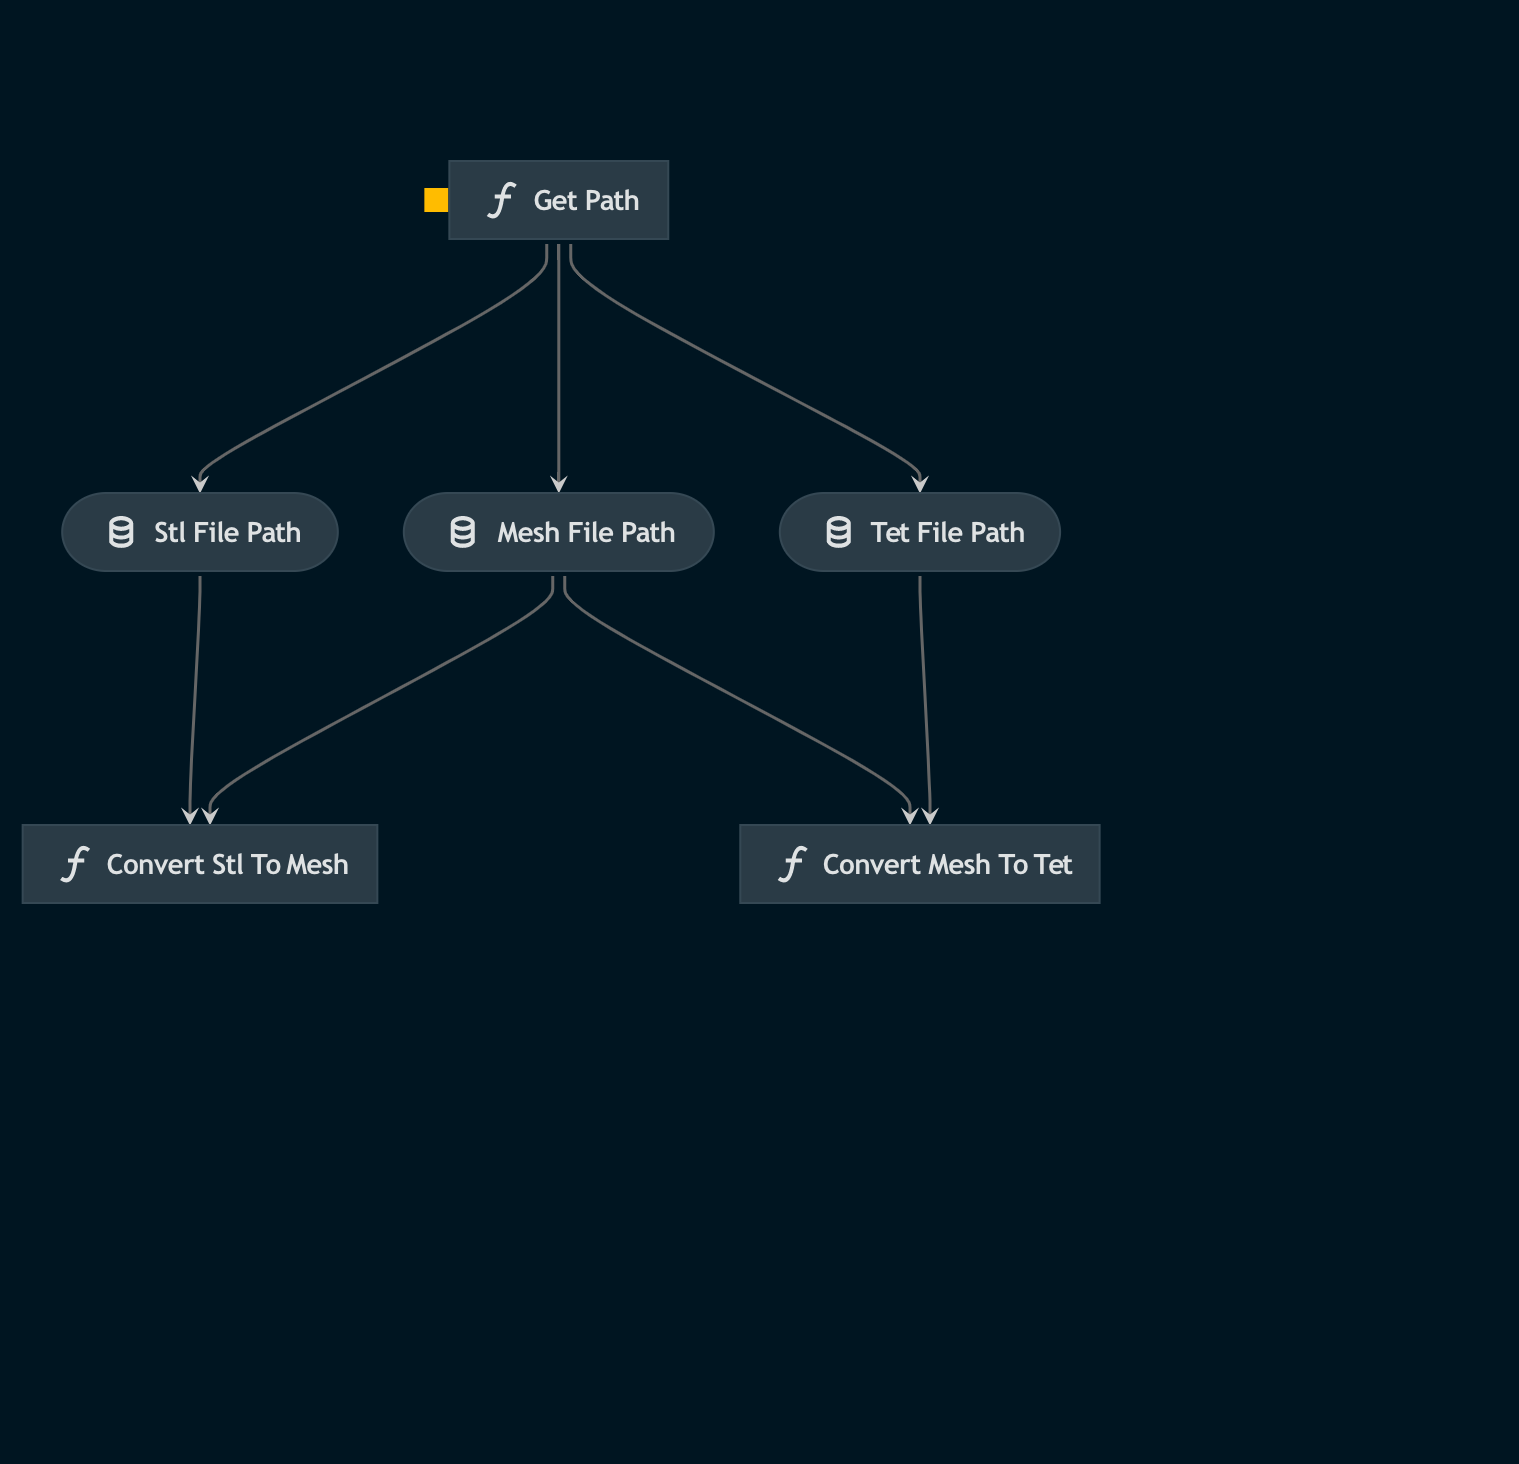 Get Path
Stl File Path
Mesh File Path
Tet File Path
Convert Stl To Mesh
Convert Mesh To Tet